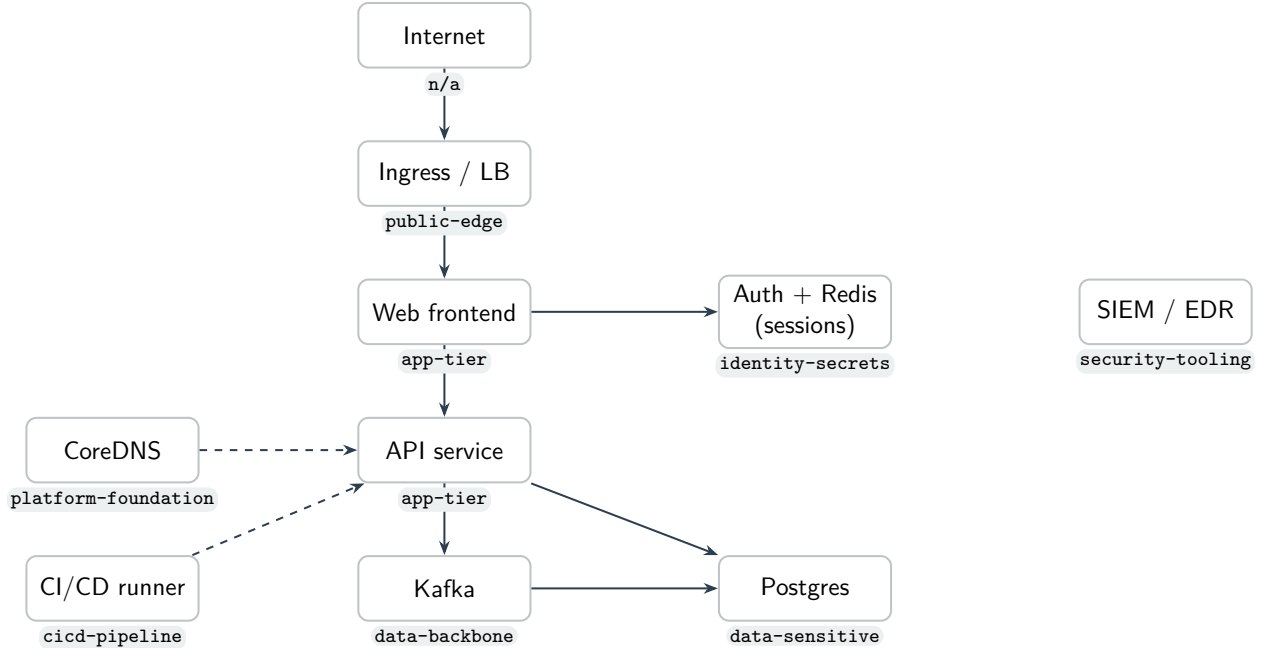 Internet
n/a
Ingress / LB
public-edge
Web frontend
app-tier
Auth + Redis
(sessions)
identity-secrets
SIEM / EDR
security-tooling
CoreDNS
platform-foundation
API service
app-tier
CI/CD runner
cicd-pipeline
Kafka
data-backbone
Postgres
data-sensitive